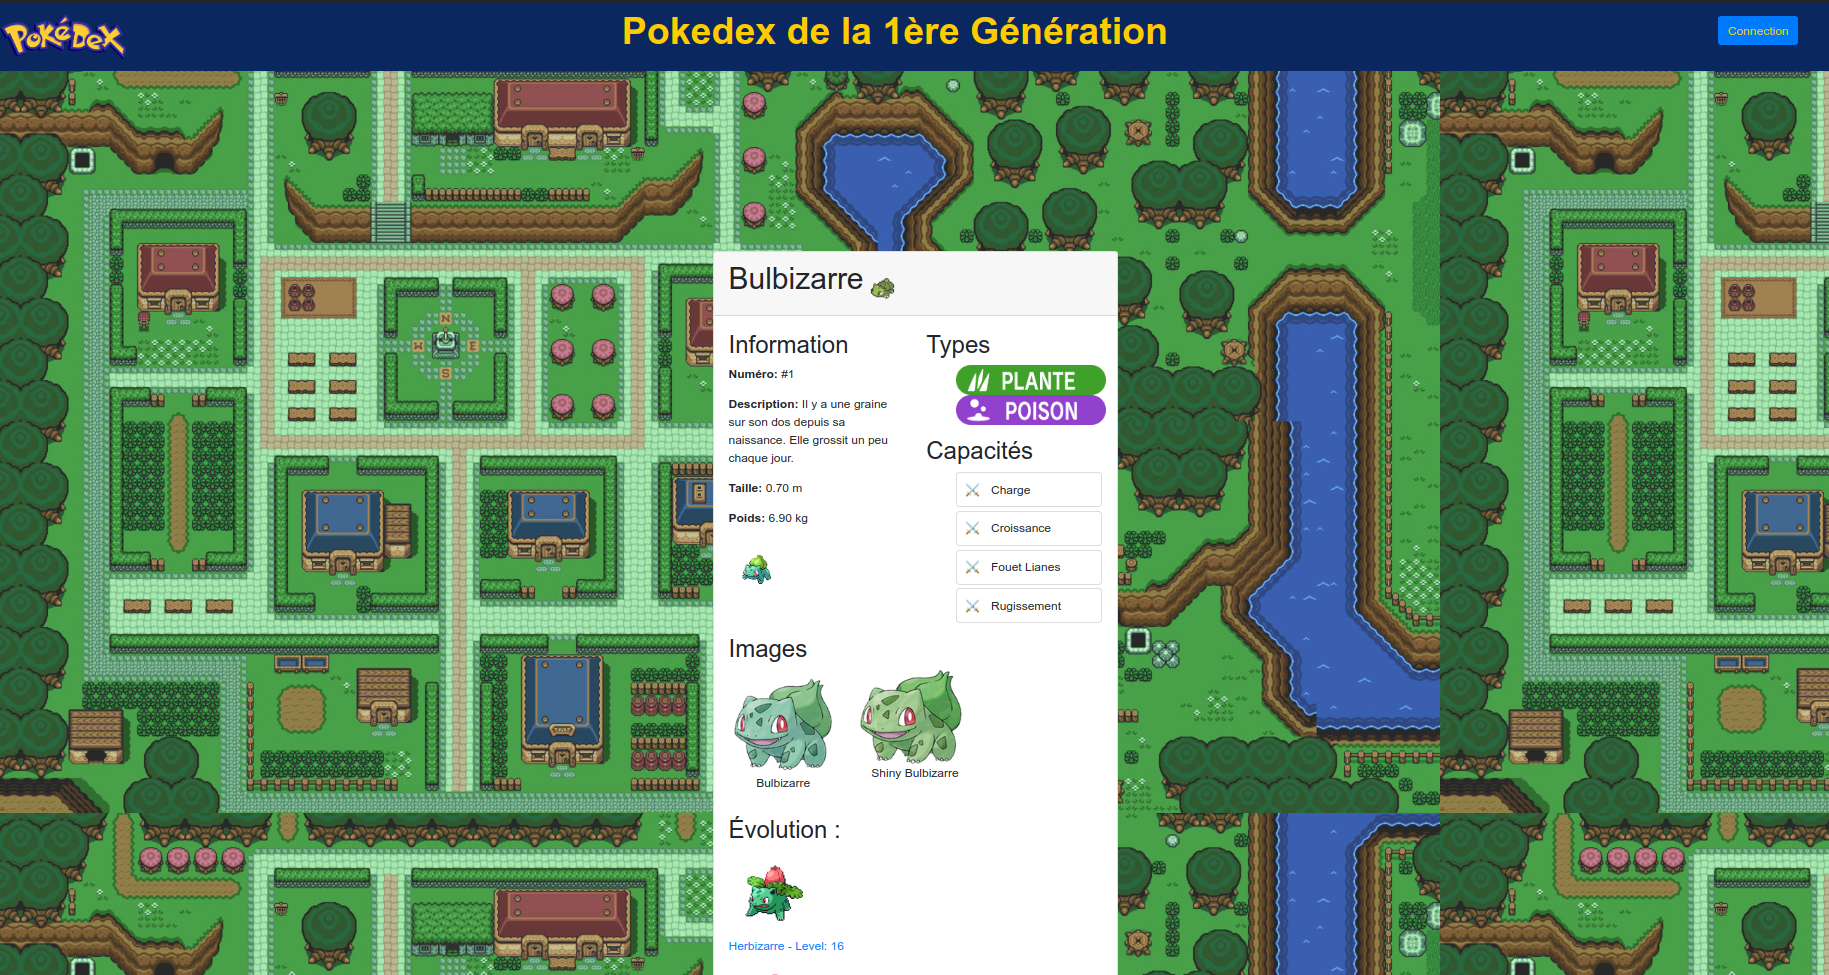 POKéDEX
Pokedex de la 1ère Génération
Connection
N
W
E
S
Bulbizarre
Information
Numéro: #1
Description: Il y a une graine
sur son dos depuis sa
naissance. Elle grossit un peu
chaque jour.
Taille: 0.70 m
Poids: 6.90 kg
Types
PLANTE
POISON
Capacités
Charge
Croissance
Fouet Lianes
Rugissement
Images
Bulbizarre
Shiny Bulbizarre
Évolution :
Herbizarre - Level: 16